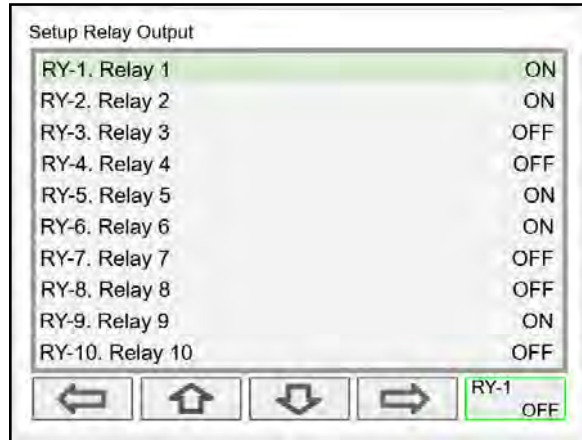 Setup Relay Output
RY-1. Relay 1 ON
RY-2. Relay 2 ON
RY-3. Relay 3 OFF
RY-4. Relay 4 OFF
RY-5. Relay 5 ON
RY-6. Relay 6 ON
RY-7. Relay 7 OFF
RY-8. Relay 8 OFF
RY-9. Relay 9 ON
RY-10. Relay 10 OFF
RY-1
OFF